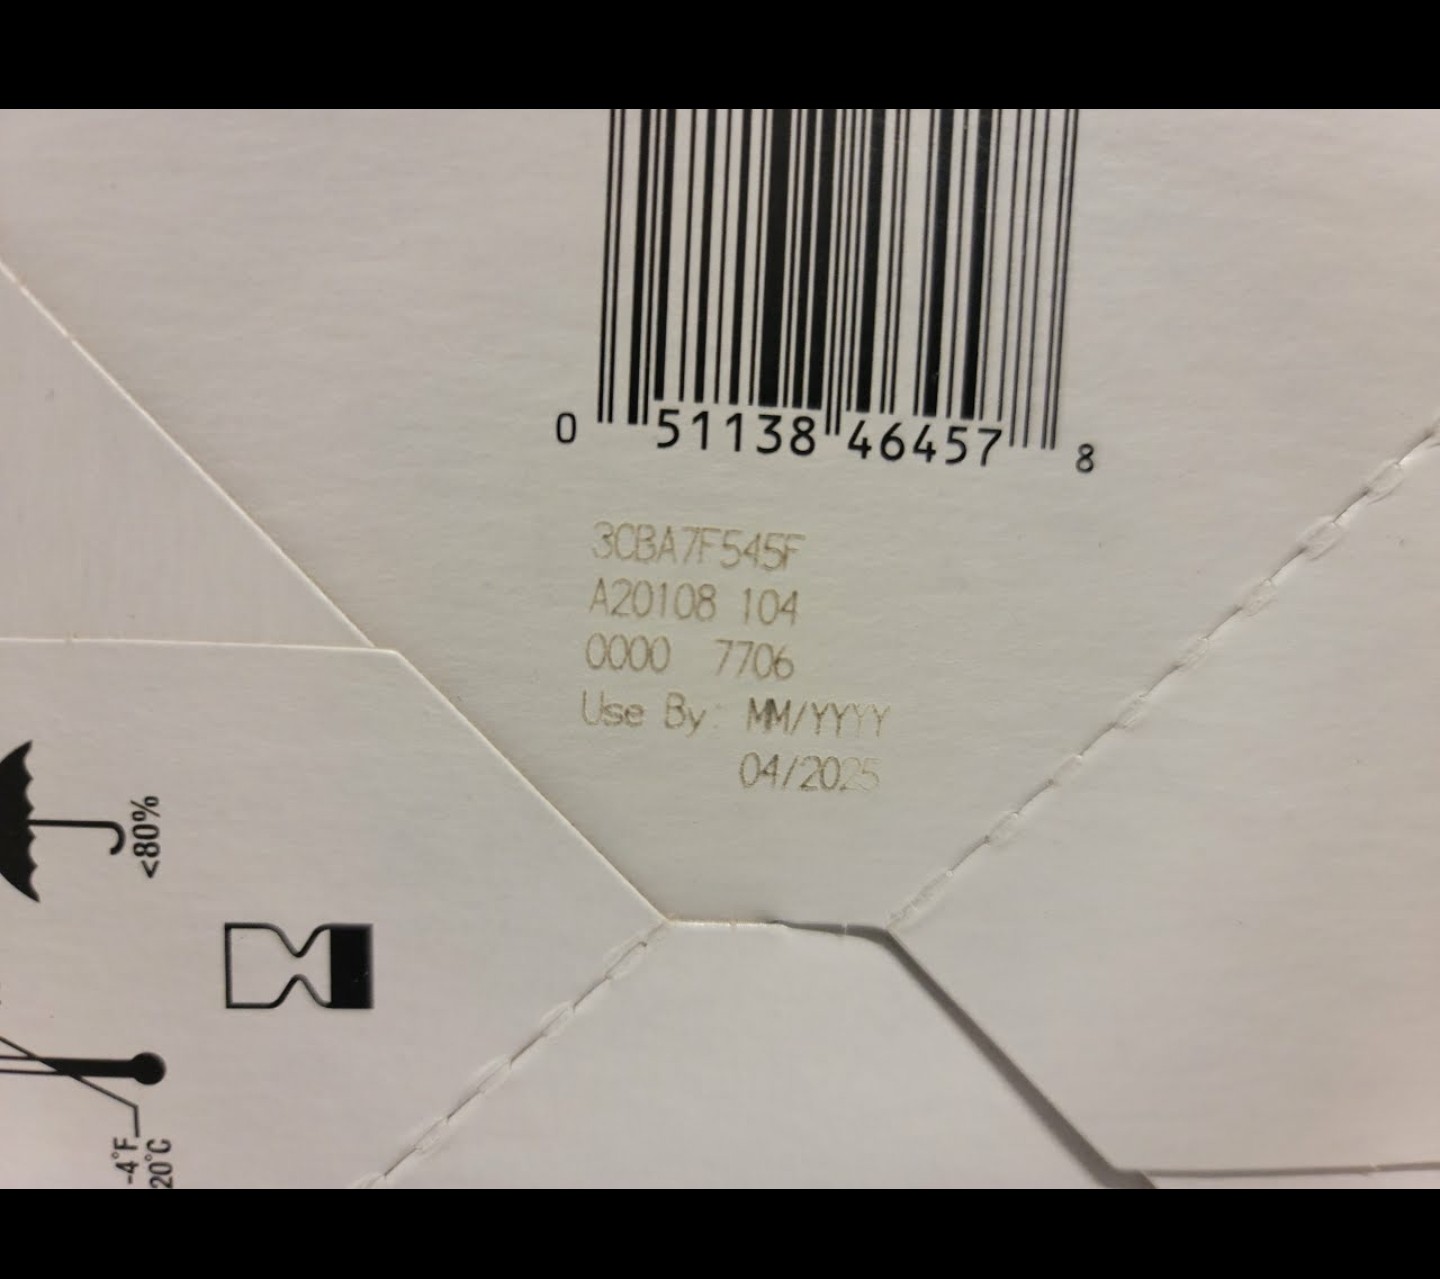 0 51138 46457 8
3CBA7F545F
A20108 104
0000 7706
Use By: MM/YYYY
04/2025
<80%
-4°F
20°C